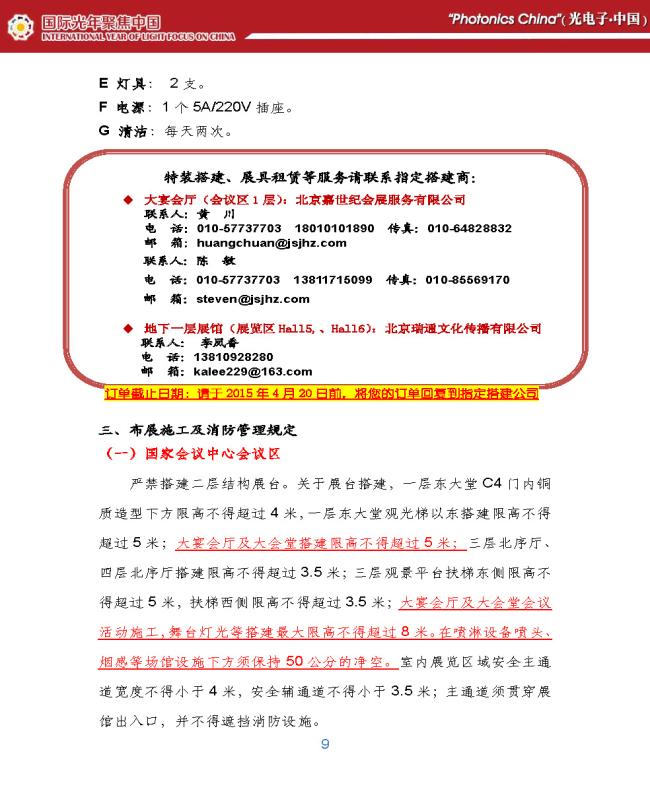 国际光年聚焦中国
INTERNATIONAL YEAR OF LIGHT FOCUS ON CHINA
“Photonics China”(光电子·中国)
E 灯具： 2 支。
F 电源：1 个 5A/220V 插座。
G 清洁：每天两次。
特装搭建、展具租赁等服务请联系指定搭建商：
◆ 大宴会厅（会议区 1 层）：北京嘉世纪会展服务有限公司
联系人：黄 川
电 话：010-57737703 18010101890 传真：010-64828832
邮 箱：huangchuan@jsjhz.com
联系人：陈 敏
电 话：010-57737703 13811715099 传真：010-85569170
邮 箱：steven@jsjhz.com
◆ 地下一层展馆（展览区 Hall5,、Hall6）：北京瑞通文化传播有限公司
联系人： 李凤香
电 话：13810928280
邮 箱：kalee229@163.com
订单截止日期：请于 2015 年 4 月 20 日前，将您的订单回复到指定搭建公司
三、布展施工及消防管理规定
（一）国家会议中心会议区
严禁搭建二层结构展台。关于展台搭建，一层东大堂 C4 门内铜
质造型下方限高不得超过 4 米，一层东大堂观光梯以东搭建限高不得
超过 5 米；大宴会厅及大会堂搭建限高不得超过 5 米；三层北序厅、
四层北序厅搭建限高不得超过 3.5 米；三层观景平台扶梯东侧限高不
得超过 5 米，扶梯西侧限高不得超过 3.5 米；大宴会厅及大会堂会议
活动施工，舞台灯光等搭建最大限高不得超过 8 米。在喷淋设备喷头、
烟感等场馆设施下方须保持 50 公分的净空。室内展览区域安全主通
道宽度不得小于 4 米，安全辅通道不得小于 3.5 米；主通道须贯穿展
馆出入口，并不得遮挡消防设施。
9